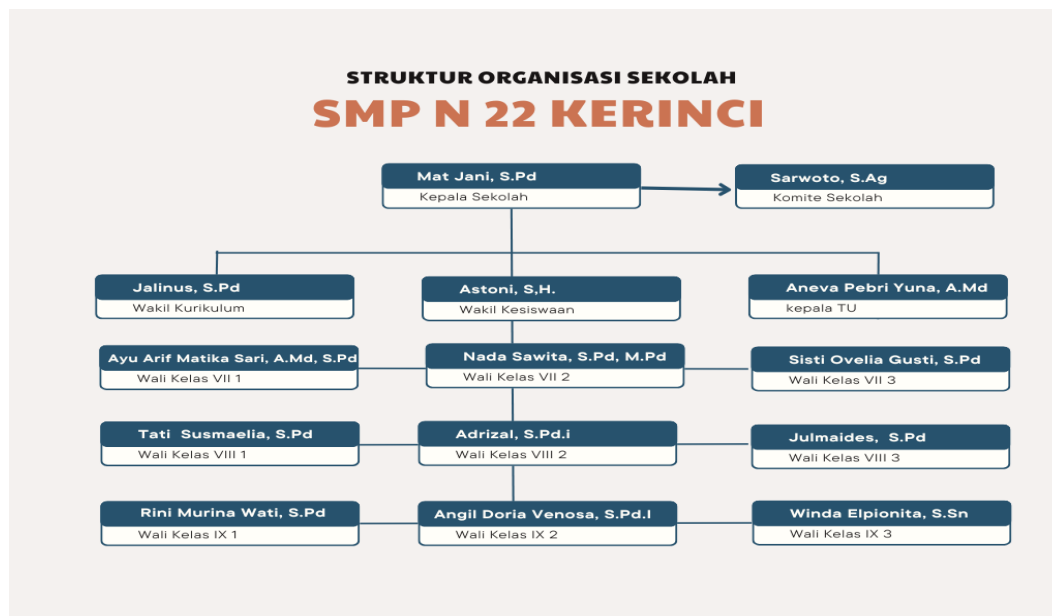 STRUKTUR ORGANISASI SEKOLAH
SMP N 22 KERINCI
Mat Jani, S.Pd
Kepala Sekolah
Sarwoto, S.Ag
Komite Sekolah
Jalinus, S.Pd
Wakil Kurikulum
Astoni, S,H.
Wakil Kesiswaan
Aneva Pebri Yuna, A.Md
kepala TU
Ayu Arif Matika Sari, A.Md, S.Pd
Wali Kelas VII 1
Nada Sawita, S.Pd, M.Pd
Wali Kelas VII 2
Sisti Ovelia Gusti, S.Pd
Wali Kelas VII 3
Tati Susmaelia, S.Pd
Wali Kelas VIII 1
Adrizal, S.Pd.i
Wali Kelas VIII 2
Julmaides, S.Pd
Wali Kelas VIII 3
Rini Murina Wati, S.Pd
Wali Kelas IX 1
Angil Doria Venosa, S.Pd.I
Wali Kelas IX 2
Winda Elpionita, S.Sn
Wali Kelas IX 3